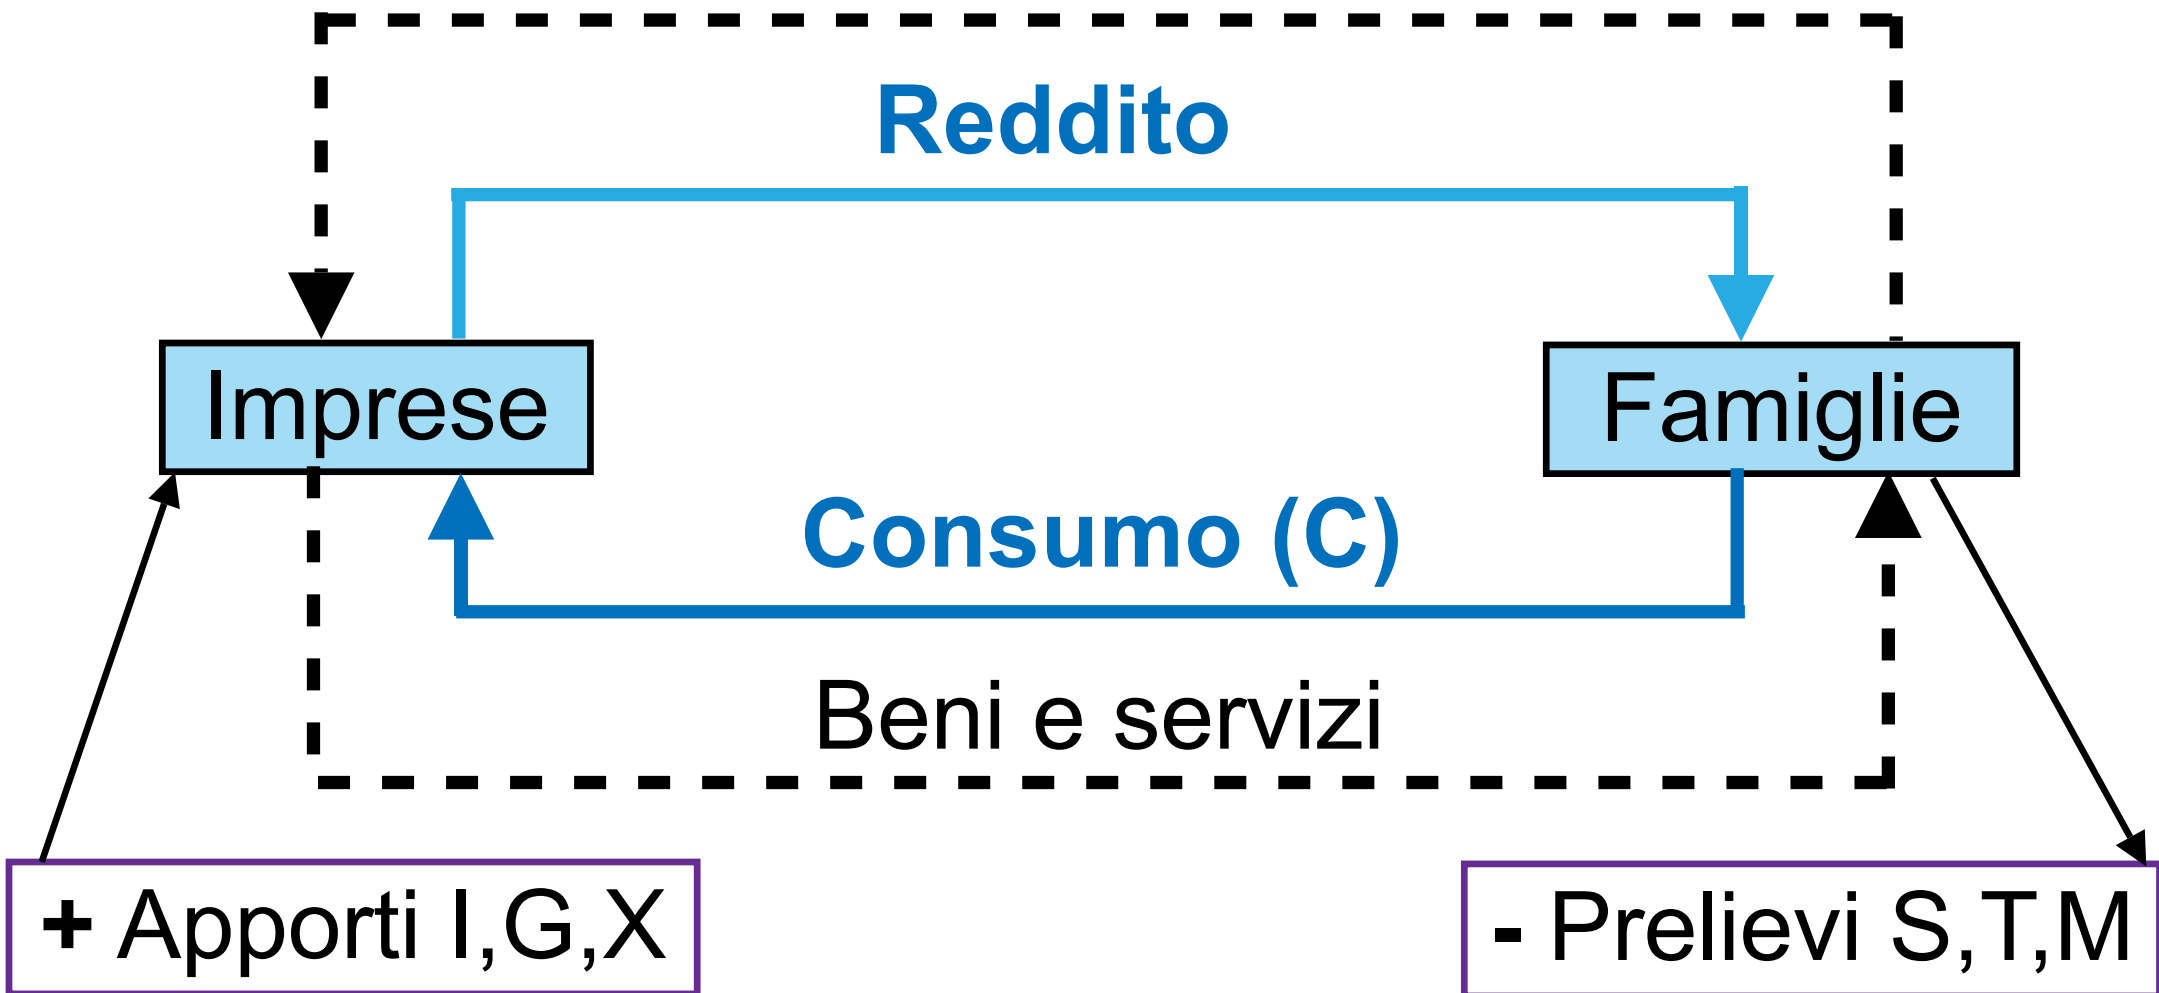 Reddito
Imprese
Famiglie
Consumo (C)
Beni e servizi
+ Apporti I,G,X
- Prelievi S,T,M